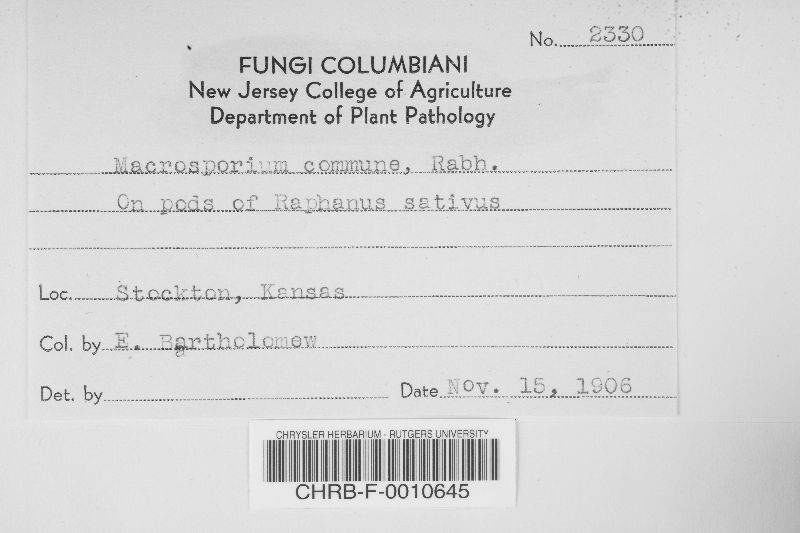 No. 2330
FUNGI COLUMBIANI
New Jersey College of Agriculture
Department of Plant Pathology
Macrosporium commune, Rabh.
On pods of Raphanus sativus
Loc. Stockton, Kansas
Col. by E. Bartholomew
Det. by
Date Nov. 15, 1906
CHRYSLER HERBARIUM - RUTGERS UNIVERSITY
CHRB-F-0010645